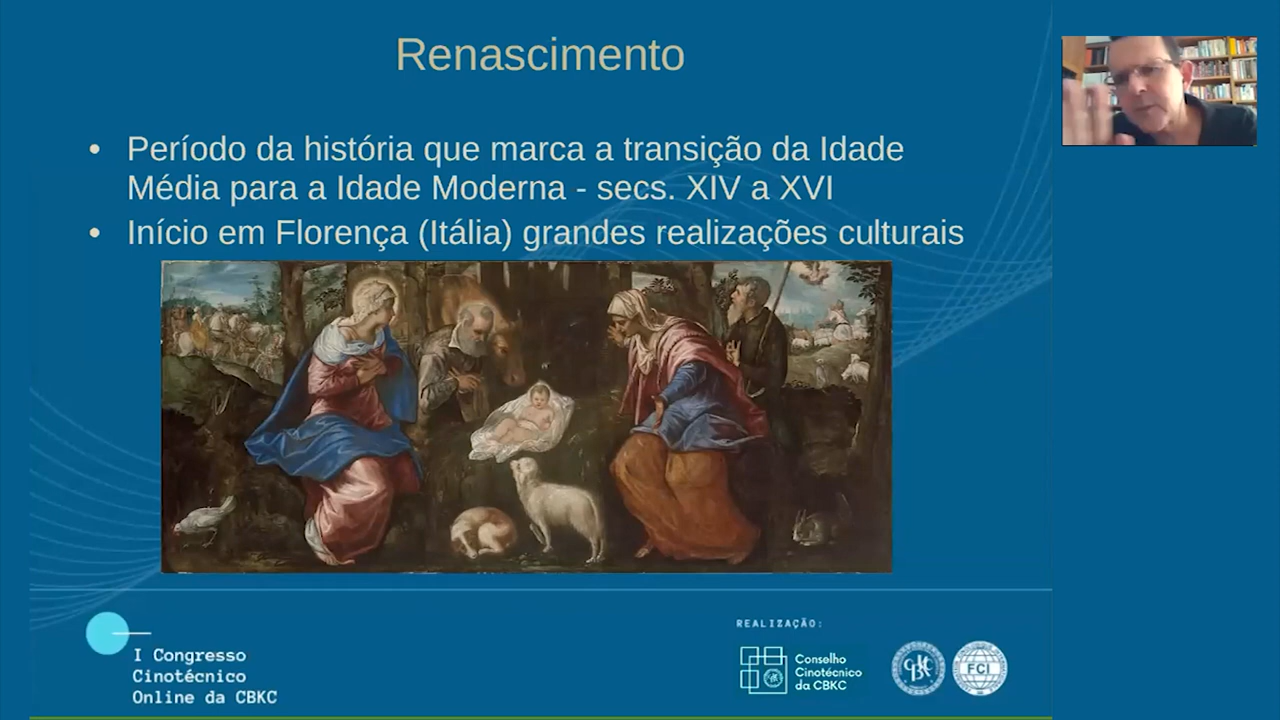 Renascimento
• Período da história que marca a transição da Idade
Média para a Idade Moderna - secs. XIV a XVI
• Início em Florença (Itália) grandes realizações culturais
I Congresso
Cinotécnico
Online da CBKC
REALIZAÇÃO:
Conselho
Cinotécnico
da CBKC
FCI